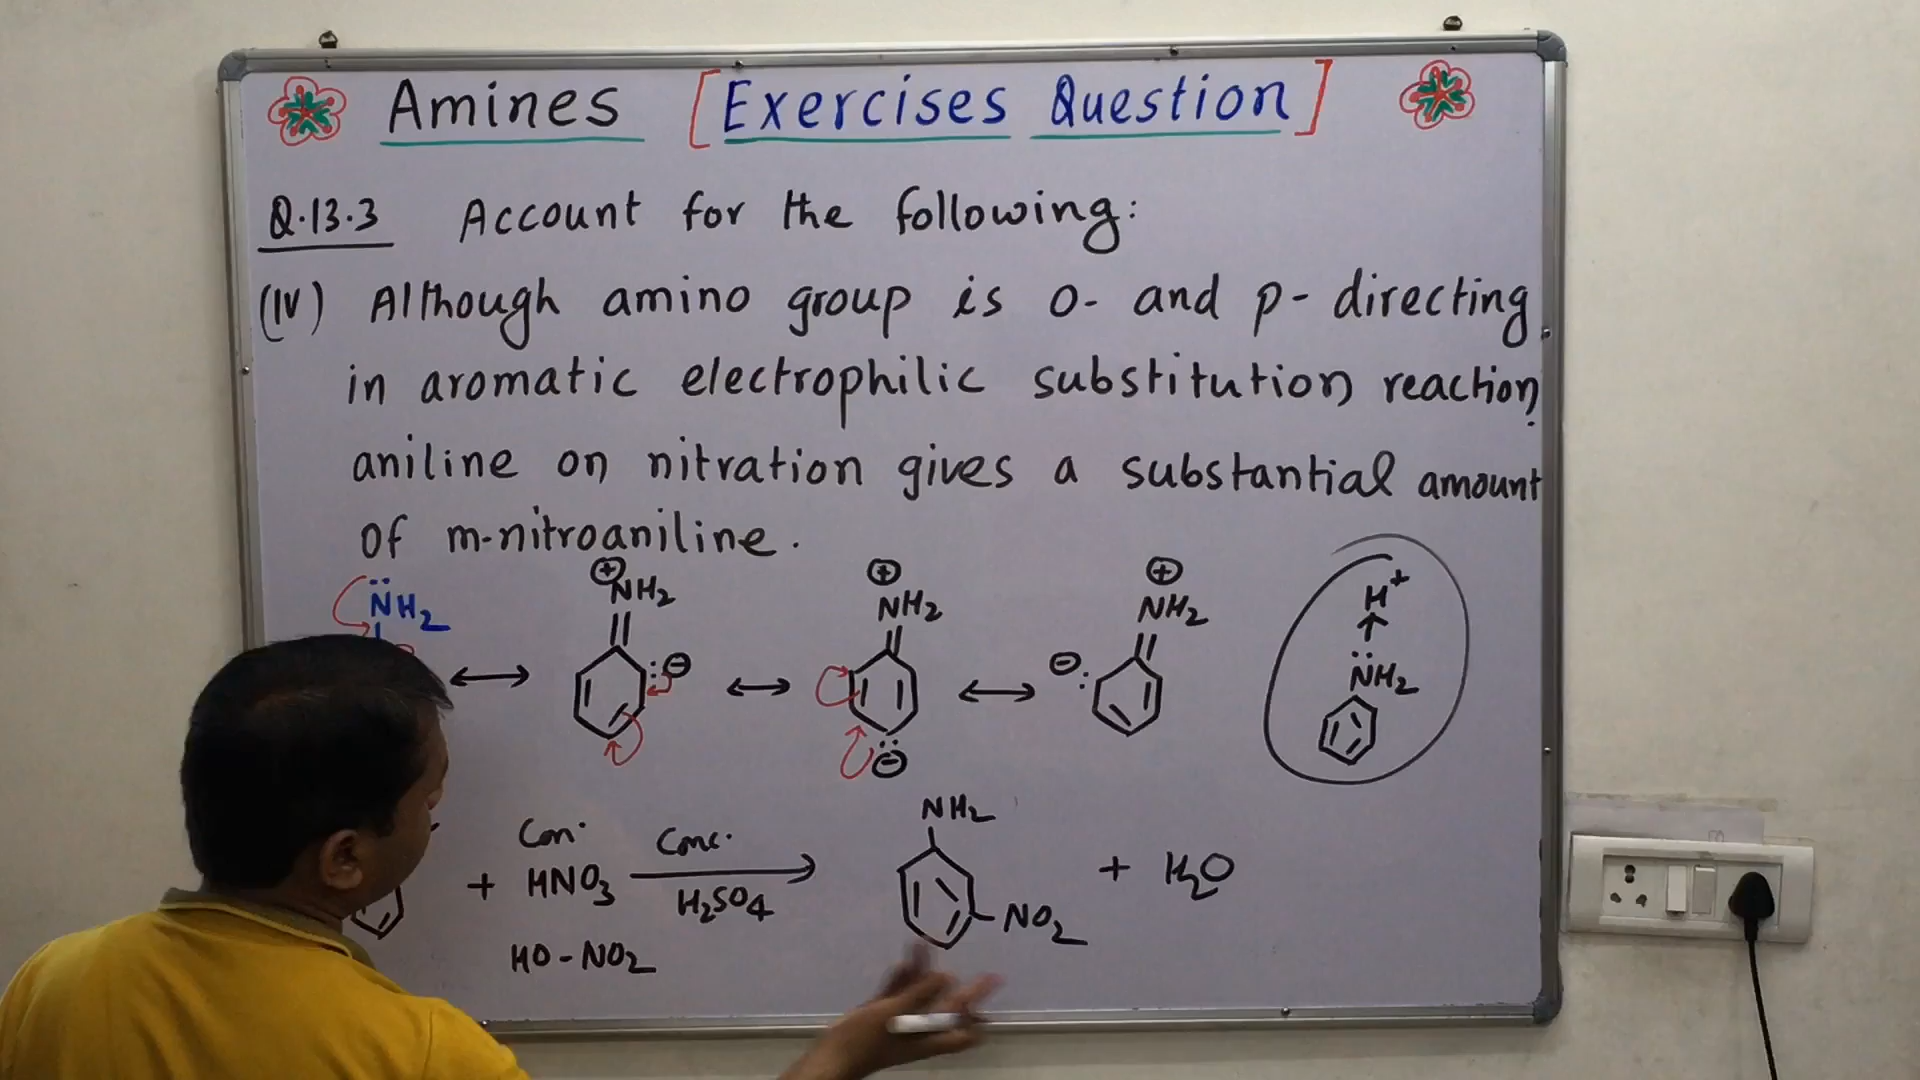 Amines [Exercises Question]
Q.13.3 Account for the following:
(IV) Although amino group is o- and p- directing
in aromatic electrophilic substitution reaction,
aniline on nitration gives a substantial amount
of m-nitroaniline.
⊕ ⊕ ⊕ H⁺
N̈H₂ NH₂ NH₂ NH₂ ↑
↔ :⊖ ↔ ↔ ⊖: N̈H₂
:⊖
NH₂
+ Con. HNO₃ Conc. H₂SO₄ → NO₂ + H₂O
HO-NO₂